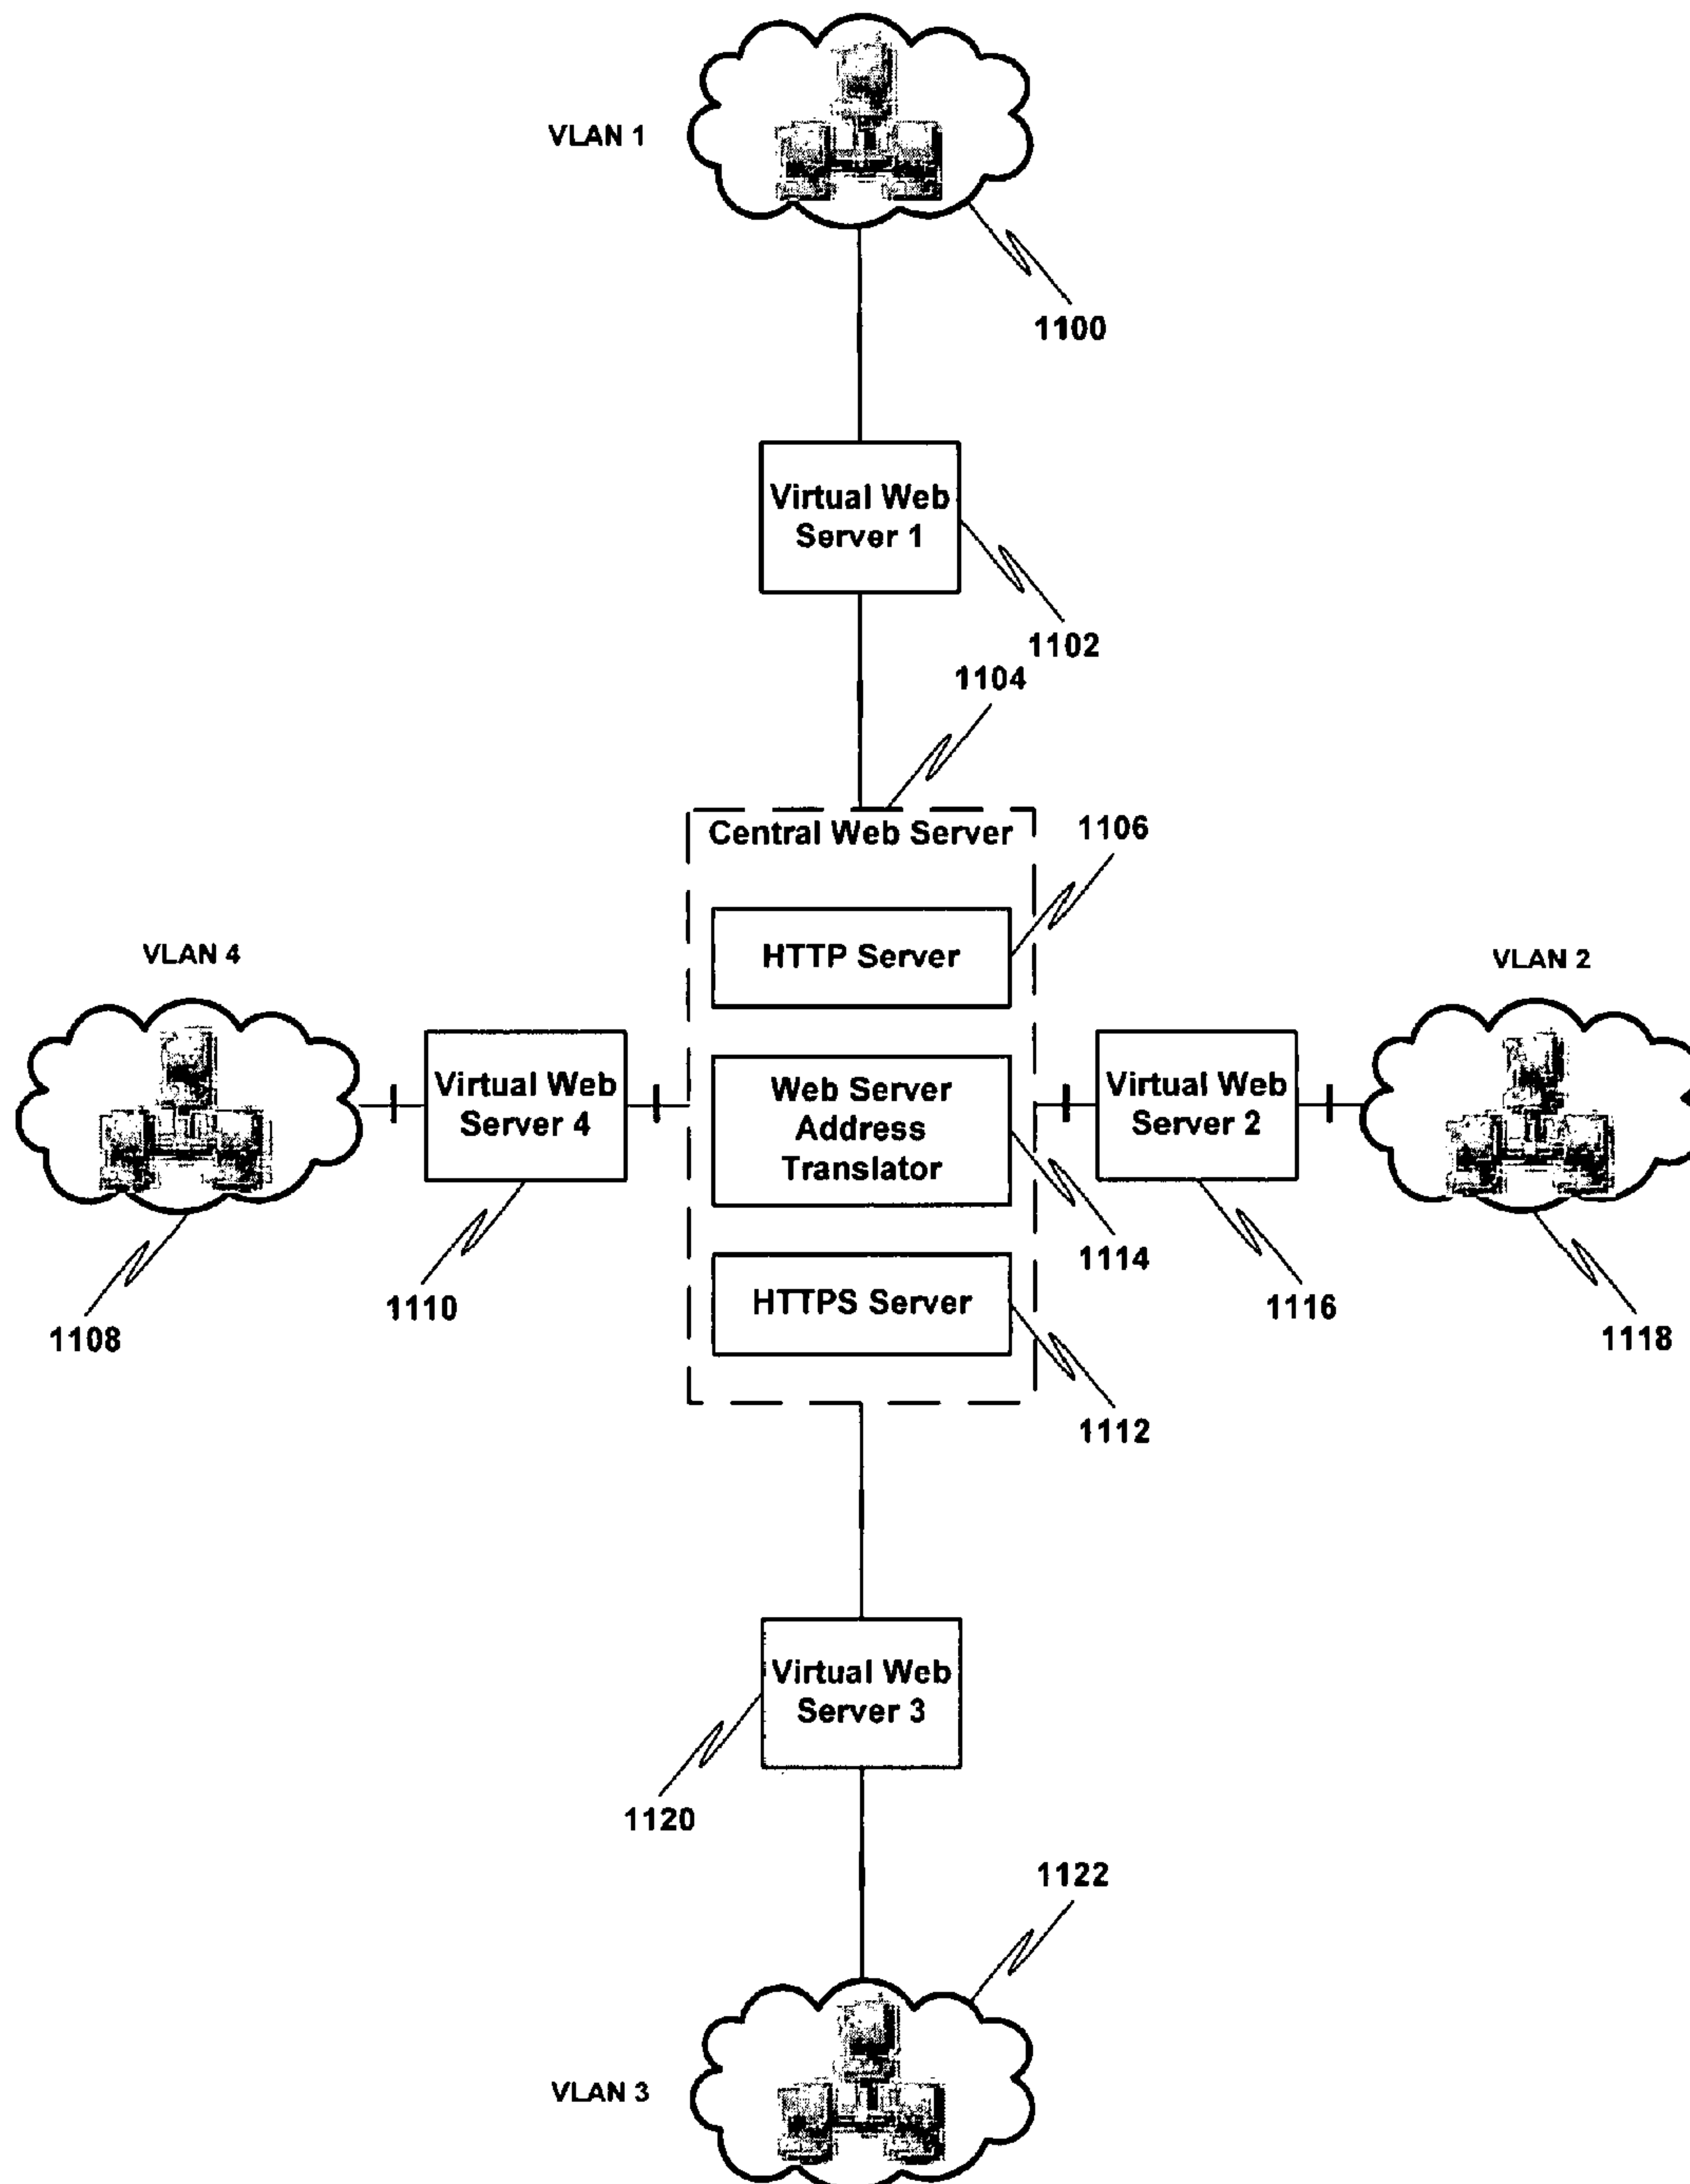 VLAN 1
1100
Virtual Web
Server 1
1102
1104
Central Web Server
1106
HTTP Server
VLAN 4
VLAN 2
Virtual Web
Server 4
Web Server
Address
Translator
Virtual Web
Server 2
1114
1108
1110
HTTPS Server
1116
1118
1112
Virtual Web
Server 3
1120
1122
VLAN 3